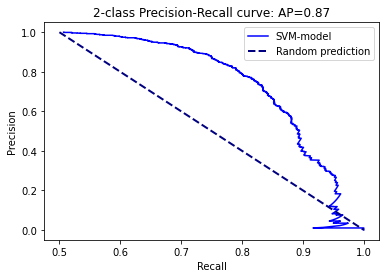 2-class Precision-Recall curve: AP=0.87
SVM-model
Random prediction
Precision
1.0
0.8
0.6
0.4
0.2
0.0
0.5
0.6
0.7
0.8
0.9
1.0
Recall